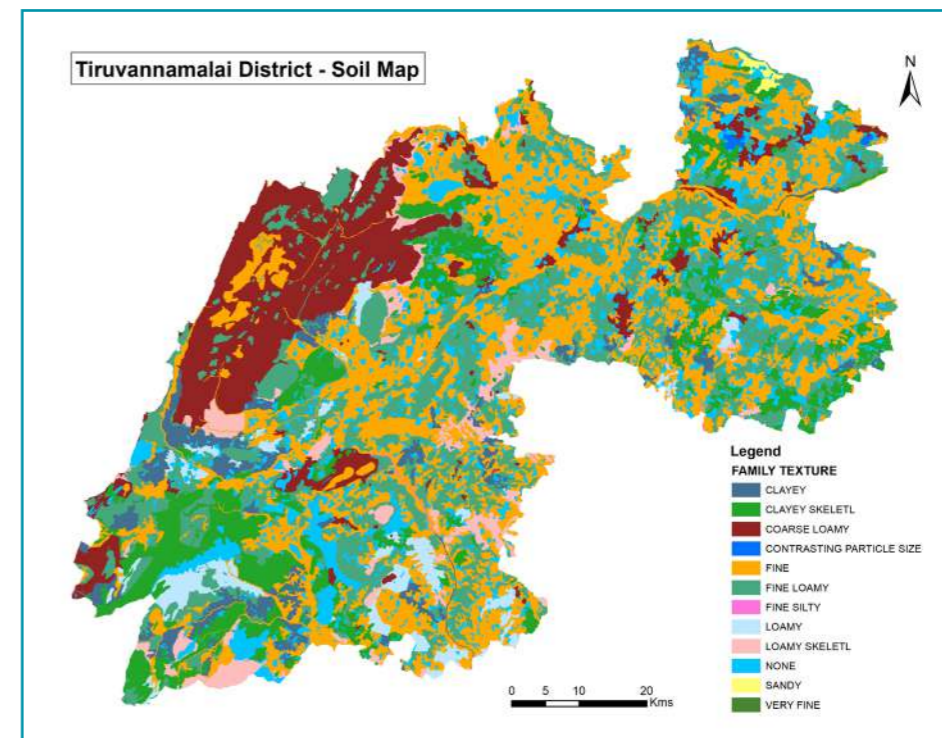 Tiruvannamalai District - Soil Map
N
Legend
FAMILY TEXTURE
CLAYEY
CLAYEY SKELETL
COARSE LOAMY
CONTRASTING PARTICLE SIZE
FINE
FINE LOAMY
FINE SILTY
LOAMY
LOAMY SKELETL
NONE
SANDY
VERY FINE
0 5 10 20
Kms